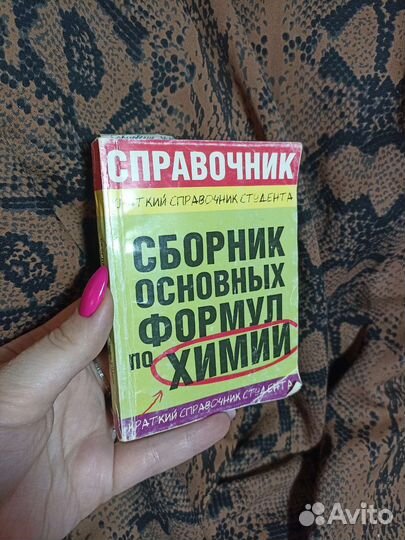 СПРАВОЧНИК
КРАТКИЙ СПРАВОЧНИК СТУДЕНТА
СБОРНИК
ОСНОВНЫХ
ФОРМУЛ
ПО ХИМИИ
КРАТКИЙ СПРАВОЧНИК СТУДЕНТА
Avito